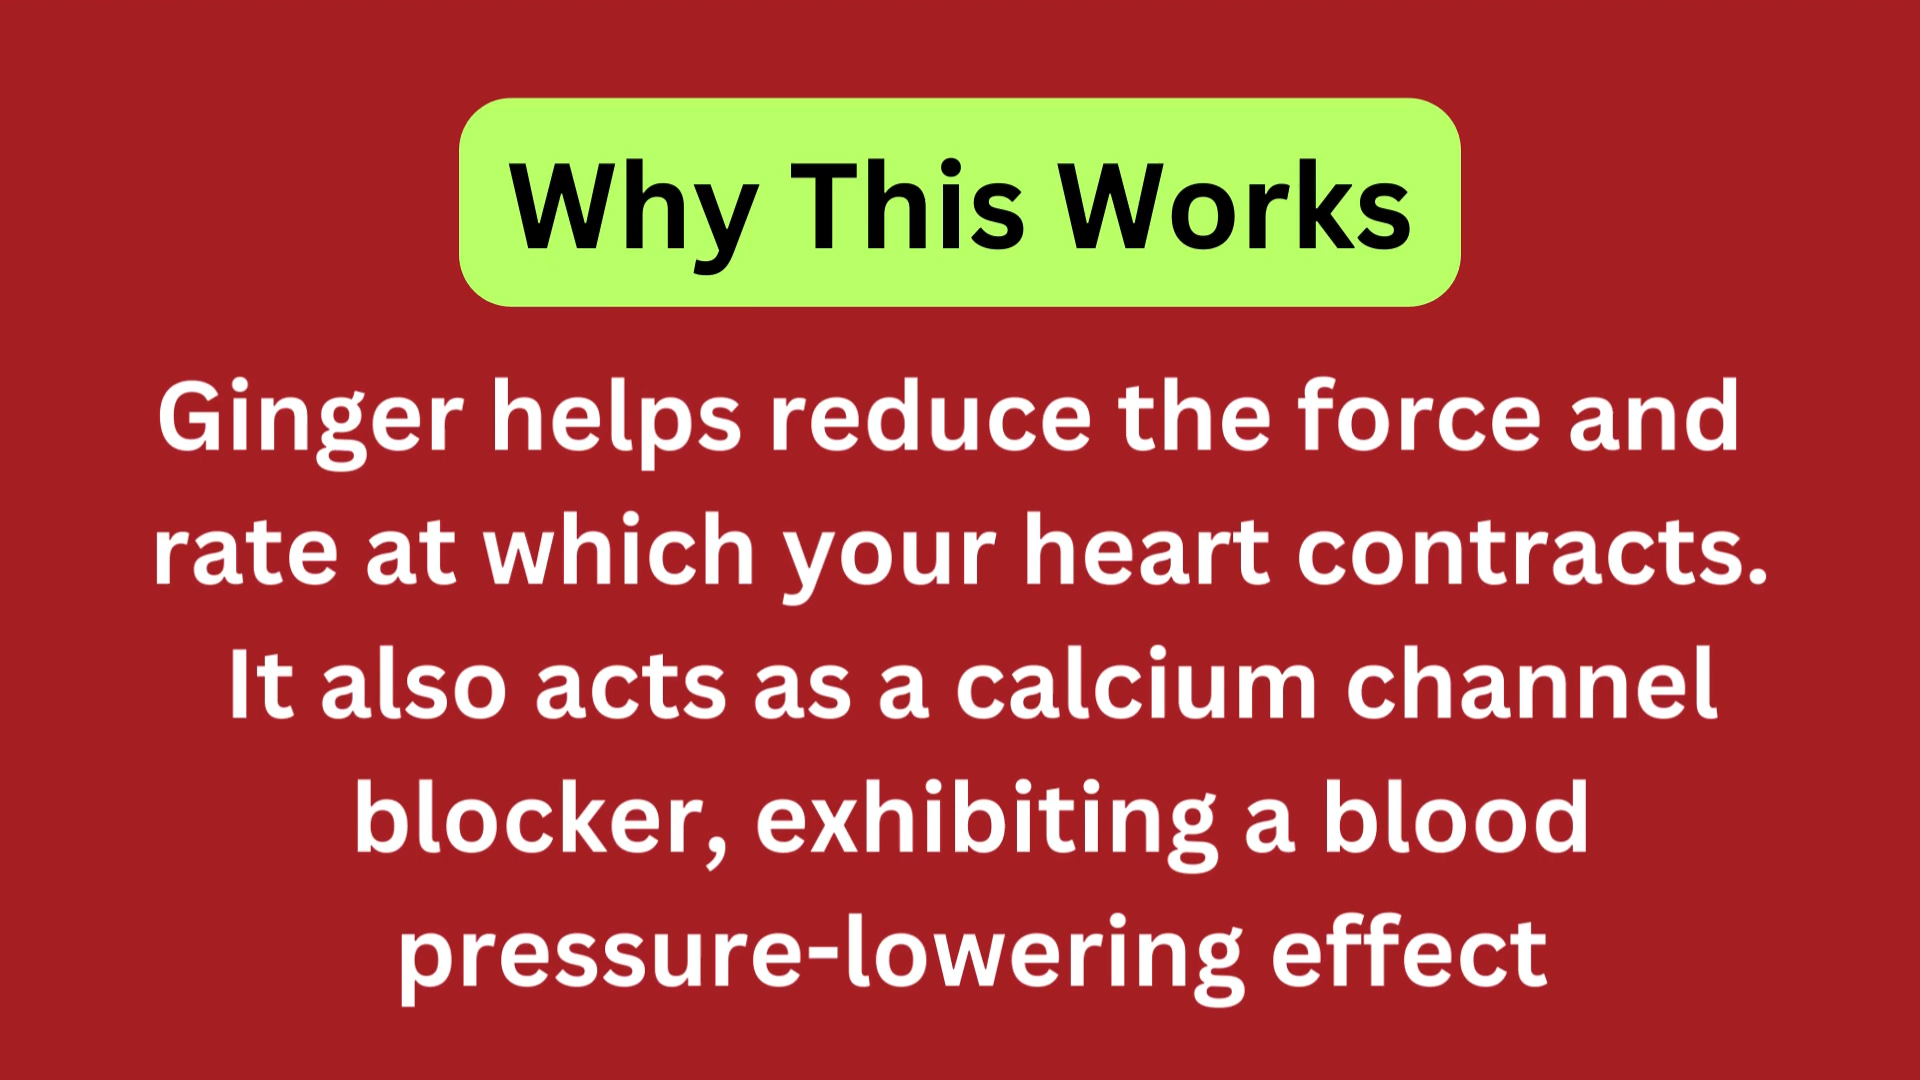 Why This Works
Ginger helps reduce the force and
rate at which your heart contracts.
It also acts as a calcium channel
blocker, exhibiting a blood
pressure-lowering effect